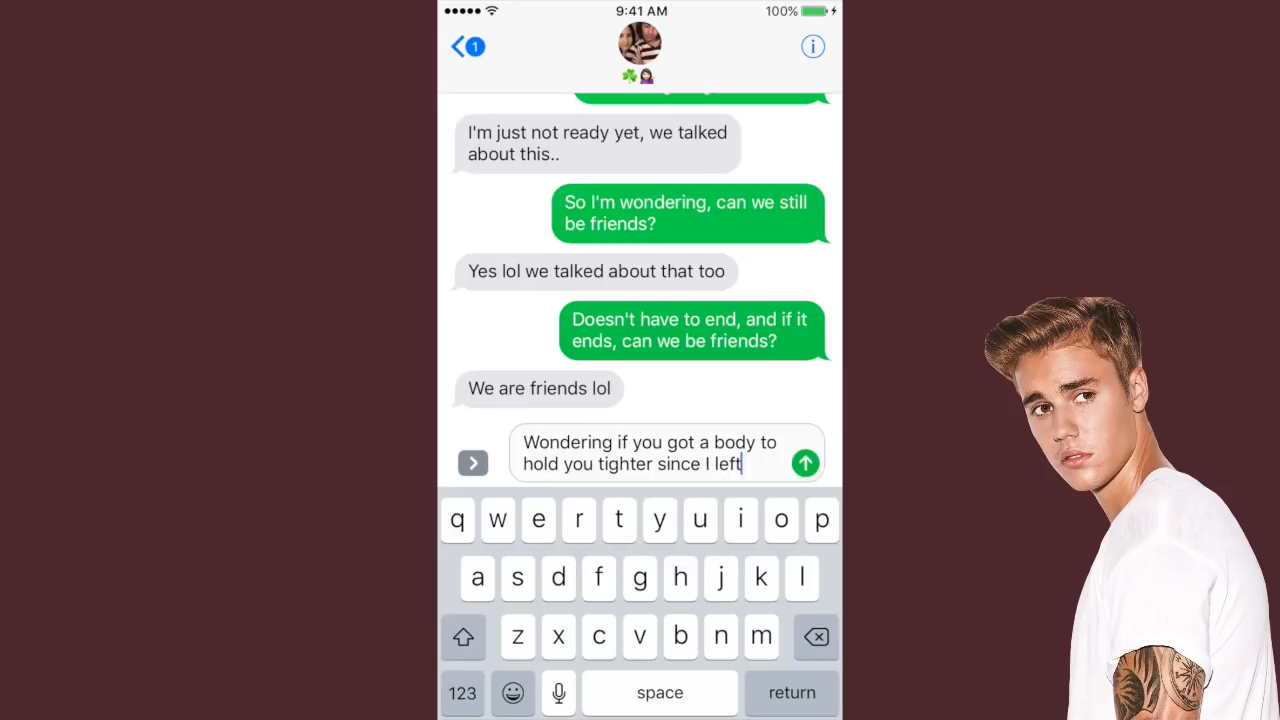 9:41 AM
100%
1
I'm just not ready yet, we talked
about this..
So I'm wondering, can we still
be friends?
Yes lol we talked about that too
Doesn't have to end, and if it
ends, can we be friends?
We are friends lol
Wondering if you got a body to
hold you tighter since I left
q w e r t y u i o p
a s d f g h j k l
z x c v b n m
123 space return